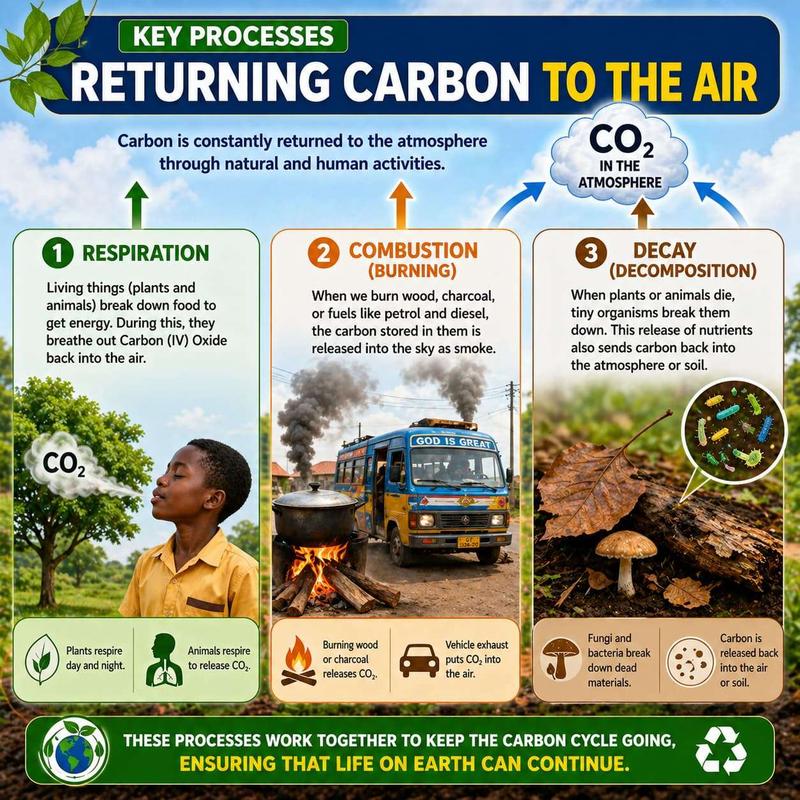 KEY PROCESSES
RETURNING CARBON TO THE AIR
Carbon is constantly returned to the atmosphere
through natural and human activities.
CO₂
IN THE
ATMOSPHERE
1 RESPIRATION
Living things (plants and
animals) break down food to
get energy. During this, they
breathe out Carbon (IV) Oxide
back into the air.
CO₂
Plants respire
day and night.
Animals respire
to release CO₂.
2 COMBUSTION
(BURNING)
When we burn wood, charcoal,
or fuels like petrol and diesel,
the carbon stored in them is
released into the sky as smoke.
GOD IS GREAT
Burning wood
or charcoal
releases CO₂.
Vehicle exhaust
puts CO₂ into
the air.
3 DECAY
(DECOMPOSITION)
When plants or animals die,
tiny organisms break them
down. This release of nutrients
also sends carbon back into
the atmosphere or soil.
Fungi and
bacteria break
down dead
materials.
Carbon is
released back
into the air
or soil.
THESE PROCESSES WORK TOGETHER TO KEEP THE CARBON CYCLE GOING,
ENSURING THAT LIFE ON EARTH CAN CONTINUE.